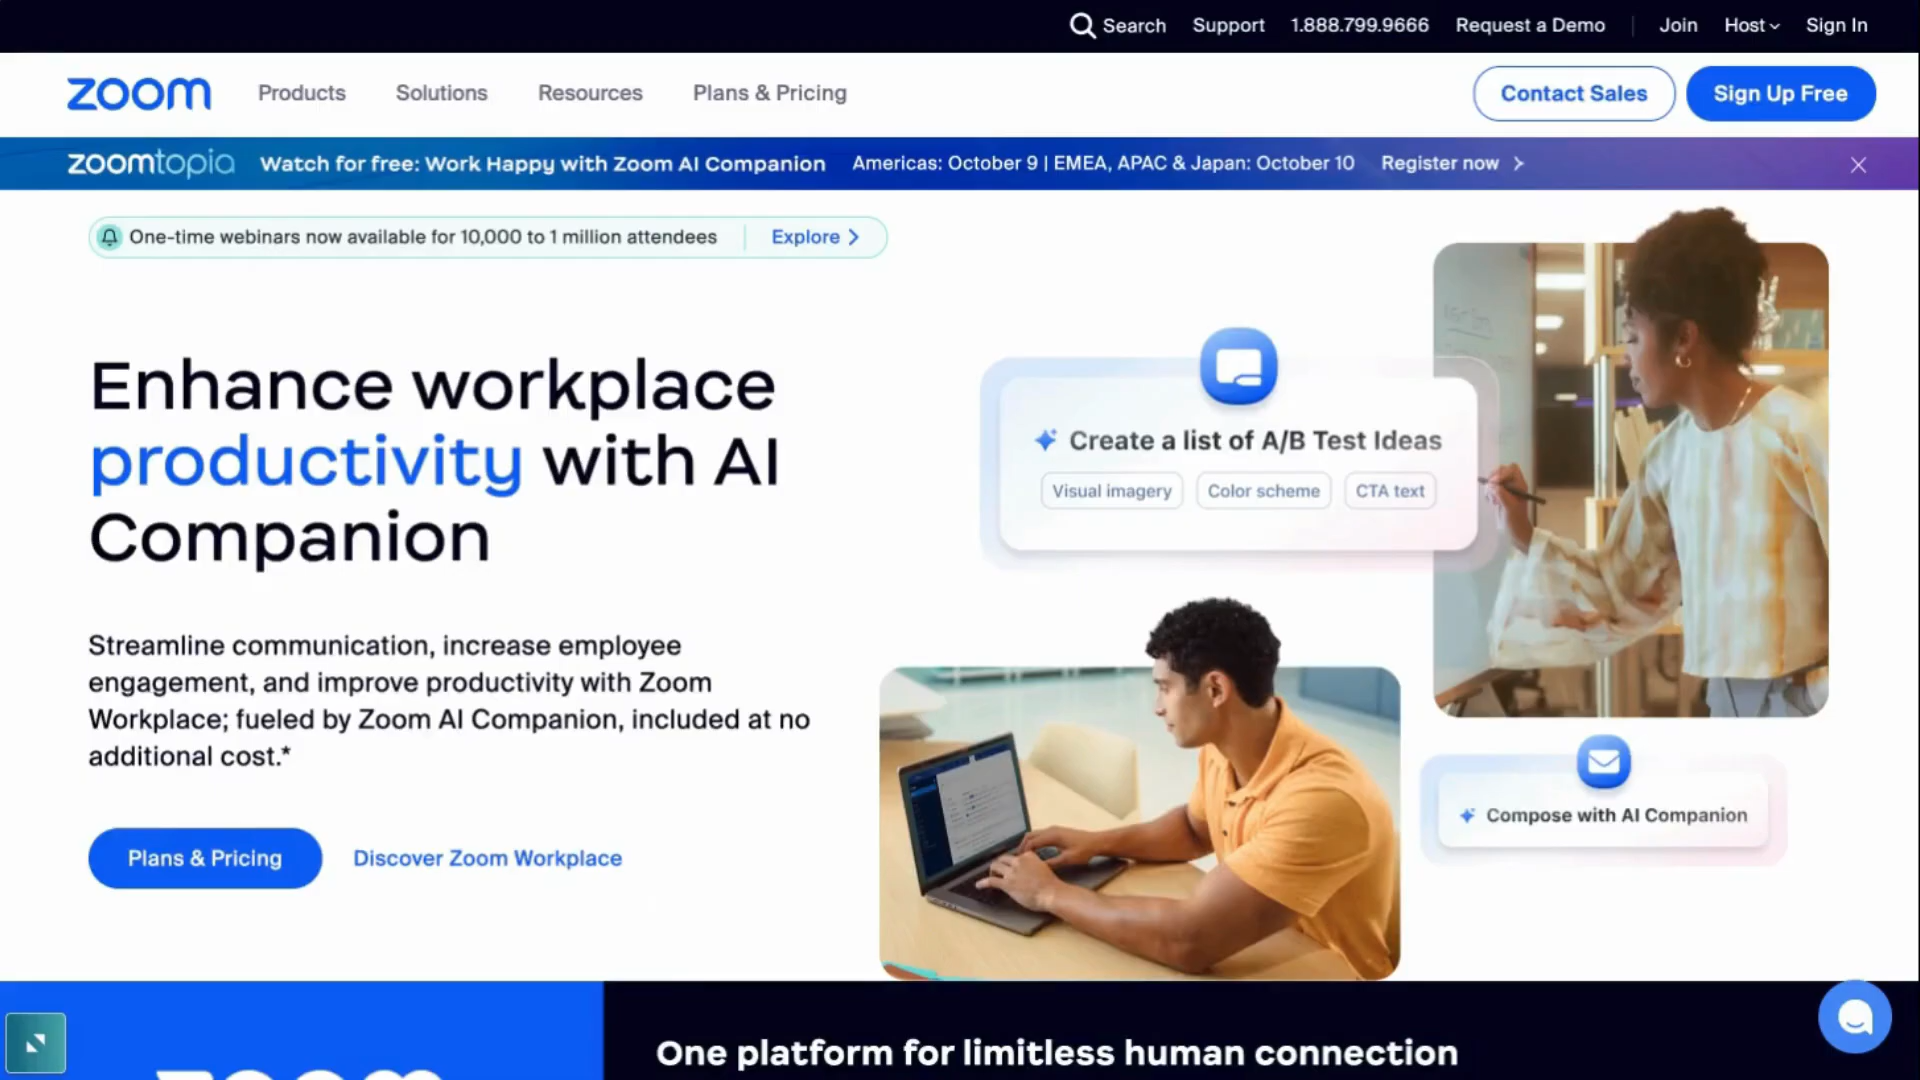 Search Support 1.888.799.9666 Request a Demo Join Host Sign In
zoom Products Solutions Resources Plans & Pricing Contact Sales Sign Up Free
zoomtopia Watch for free: Work Happy with Zoom AI Companion Americas: October 9 | EMEA, APAC & Japan: October 10 Register now
One-time webinars now available for 10,000 to 1 million attendees Explore
Enhance workplace
productivity with AI
Companion
Streamline communication, increase employee
engagement, and improve productivity with Zoom
Workplace; fueled by Zoom AI Companion, included at no
additional cost.*
Plans & Pricing Discover Zoom Workplace
Create a list of A/B Test Ideas
Visual imagery Color scheme CTA text
Compose with AI Companion
One platform for limitless human connection
zoom